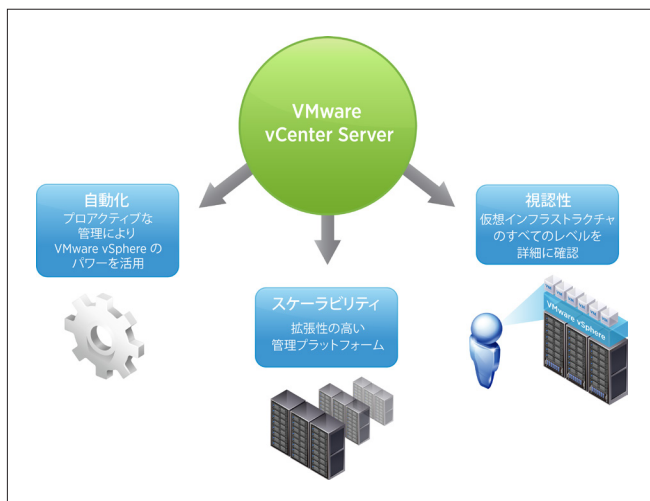 VMware
vCenter Server
自動化
プロアクティブな
管理により
VMware vSphere の
パワーを活用
スケーラビリティ
拡張性の高い
管理プラットフォーム
視認性
仮想インフラストラクチャ
のすべてのレベルを
詳細に確認
VMware vSphere